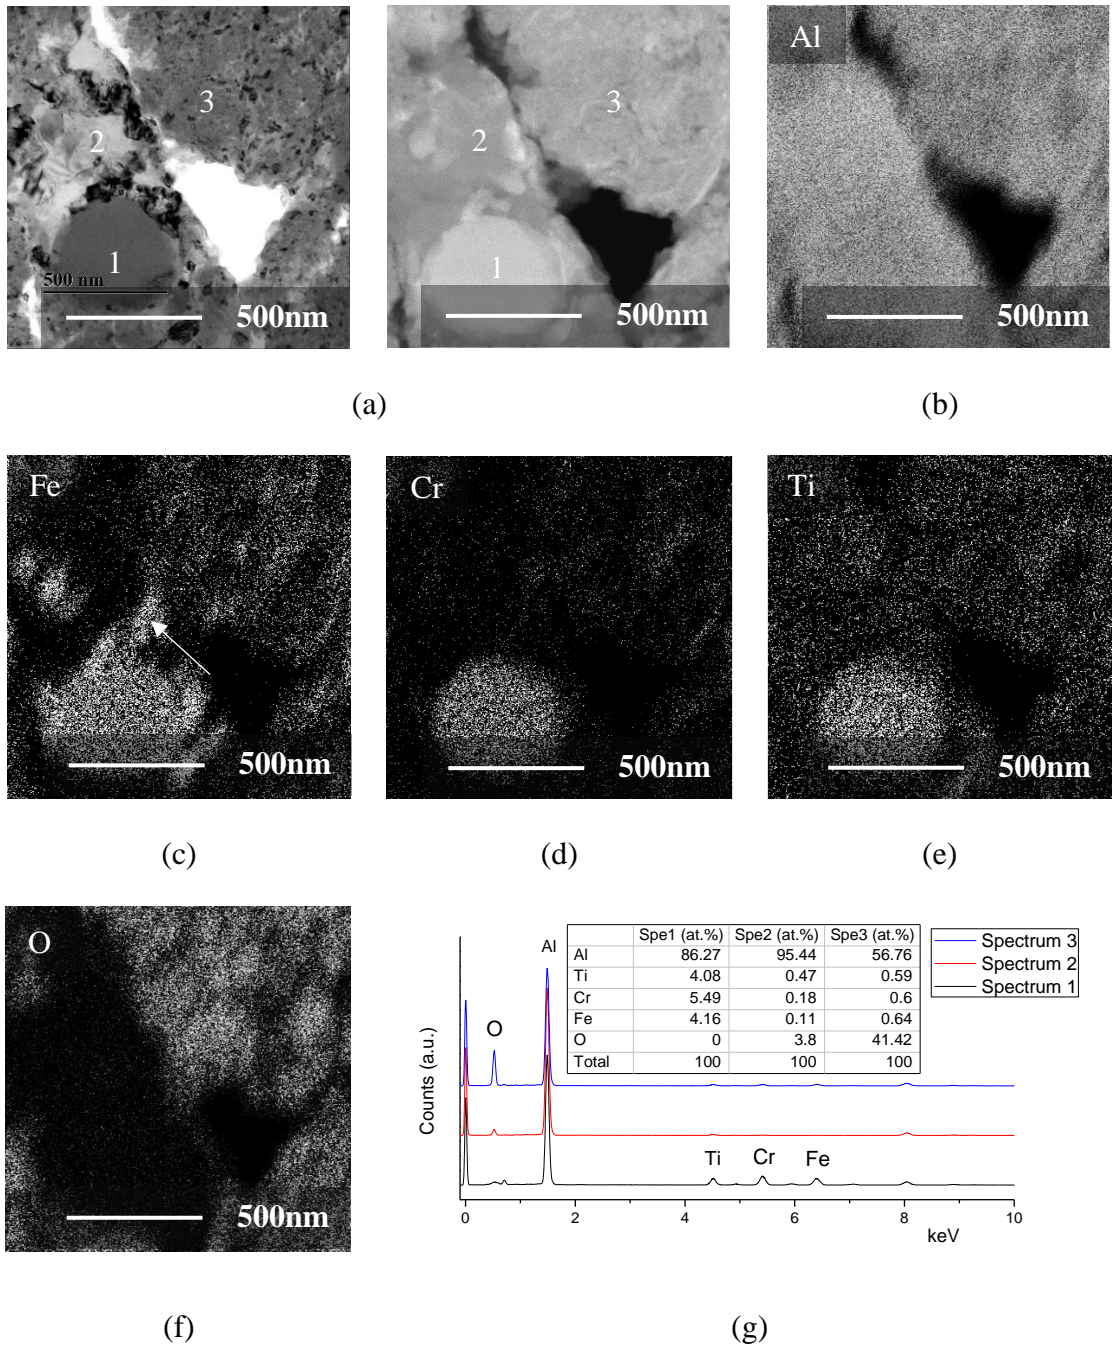 3
2
1
500 nm
500nm
3
2
1
500nm
Al
500nm
(a)
(b)
Fe
500nm
Cr
500nm
Ti
500nm
(c)
(d)
(e)
O
500nm
Spe1 (at.%) Spe2 (at.%) Spe3 (at.%)
Al 86.27 95.44 56.76
Ti 4.08 0.47 0.59
Cr 5.49 0.18 0.6
Fe 4.16 0.11 0.64
O 0 3.8 41.42
Total 100 100 100
Spectrum 3
Spectrum 2
Spectrum 1
Al
O
Counts (a.u.)
Ti Cr Fe
0 2 4 6 8 10
keV
(f)
(g)